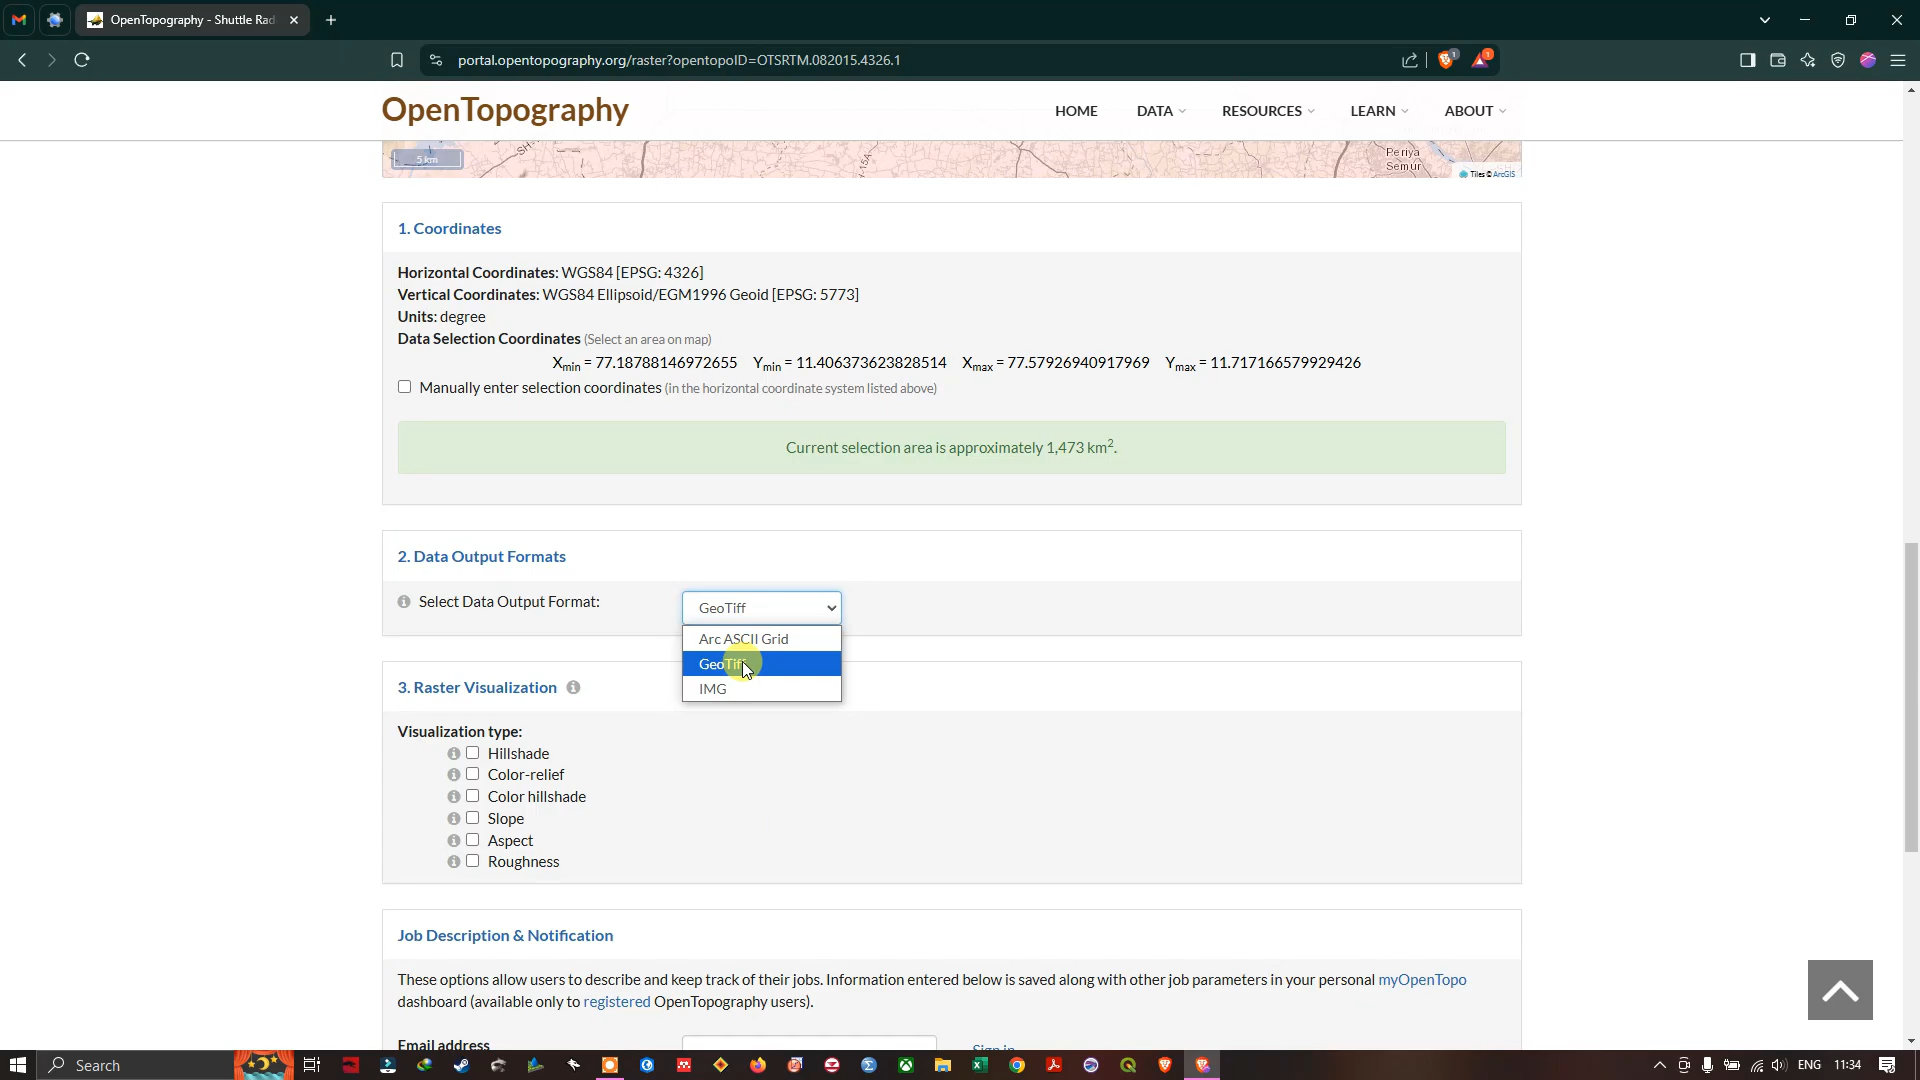 OpenTopography - Shuttle Rad
portal.opentopography.org/raster?opentopoID=OTSRTM.082015.4326.1
1
1
OpenTopography
HOME DATA RESOURCES LEARN ABOUT
5 km
SH
15A
Periya
Semur
Tiles © ArcGIS
1. Coordinates
Horizontal Coordinates: WGS84 [EPSG: 4326]
Vertical Coordinates: WGS84 Ellipsoid/EGM1996 Geoid [EPSG: 5773]
Units: degree
Data Selection Coordinates (Select an area on map)
Xmin = 77.18788146972655 Ymin = 11.406373623828514 Xmax = 77.57926940917969 Ymax = 11.717166579929426
Manually enter selection coordinates (in the horizontal coordinate system listed above)
Current selection area is approximately 1,473 km2.
2. Data Output Formats
Select Data Output Format: GeoTiff
Arc ASCII Grid
GeoTiff
IMG
3. Raster Visualization
Visualization type:
Hillshade
Color-relief
Color hillshade
Slope
Aspect
Roughness
Job Description & Notification
These options allow users to describe and keep track of their jobs. Information entered below is saved along with other job parameters in your personal myOpenTopo
dashboard (available only to registered OpenTopography users).
Email address
Sign in
Search
ENG 11:34